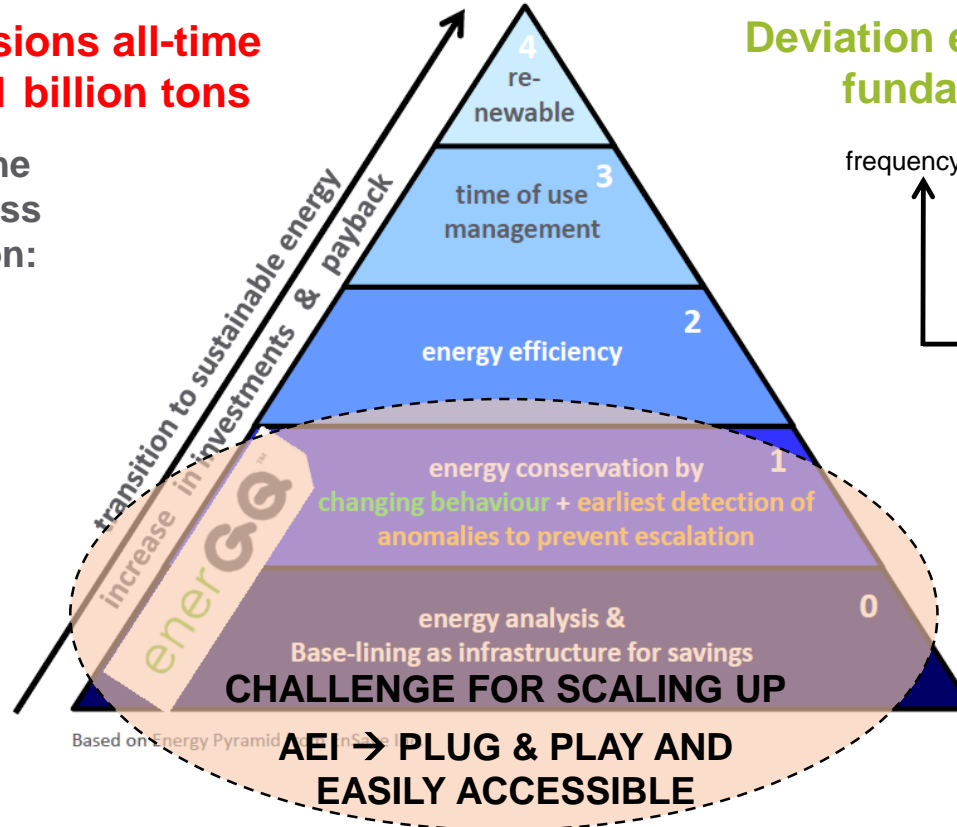 sions all-time
billion tons
ne
ss
on:
Deviation e
funda
frequency
transition to sustainable energy
increase in investments & payback
4
re-
newable
3
time of use
management
2
energy efficiency
1
energy conservation by
changing behaviour + earliest detection of
anomalies to prevent escalation
enerGQ™
0
energy analysis &
Base-lining as infrastructure for savings
CHALLENGE FOR SCALING UP
Based on Energy Pyramid
AEI → PLUG & PLAY AND
EASILY ACCESSIBLE